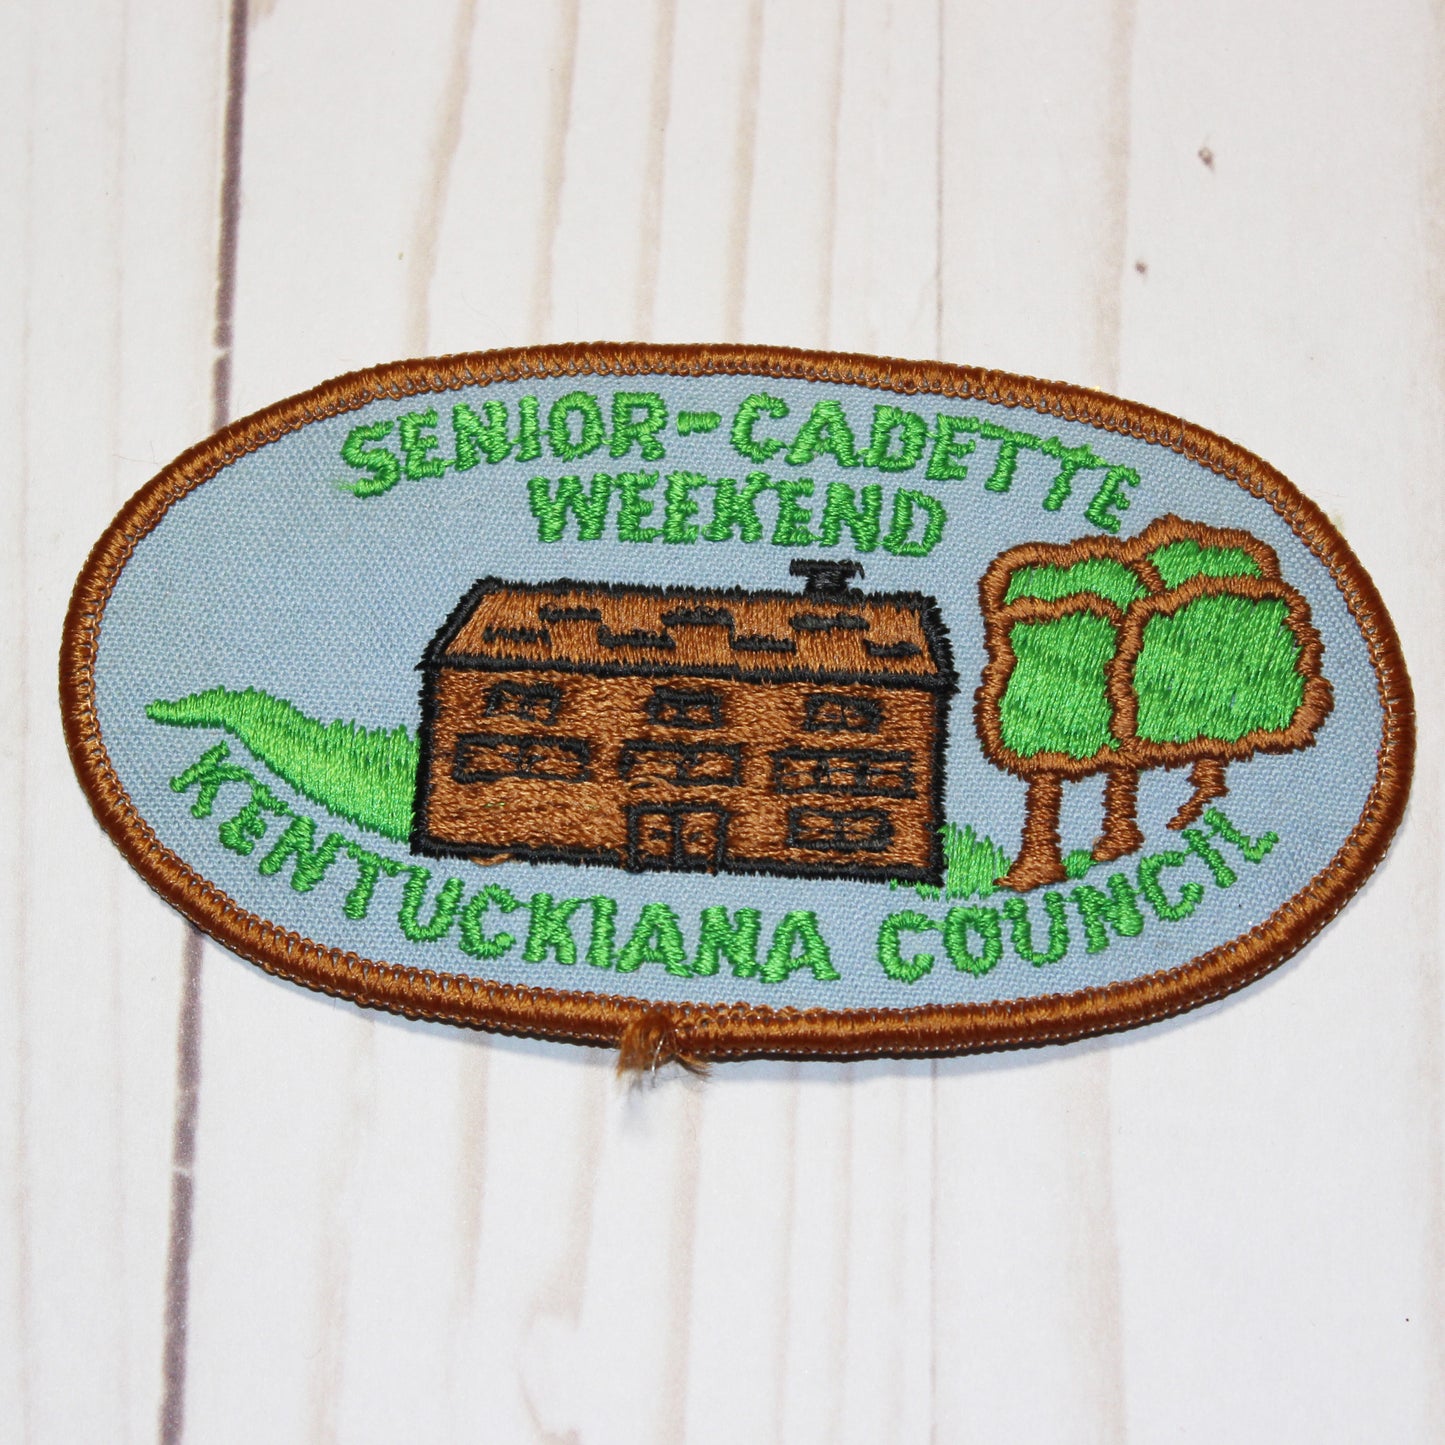 SENIOR-CADETTE
WEEKEND
KENTUCKIANA COUNCIL